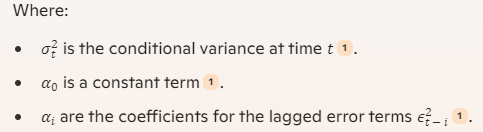 Where:
• σ²ₜ is the conditional variance at time t 1 .
• α₀ is a constant term 1 .
• αᵢ are the coefficients for the lagged error terms ϵ²ₜ₋ᵢ 1 .